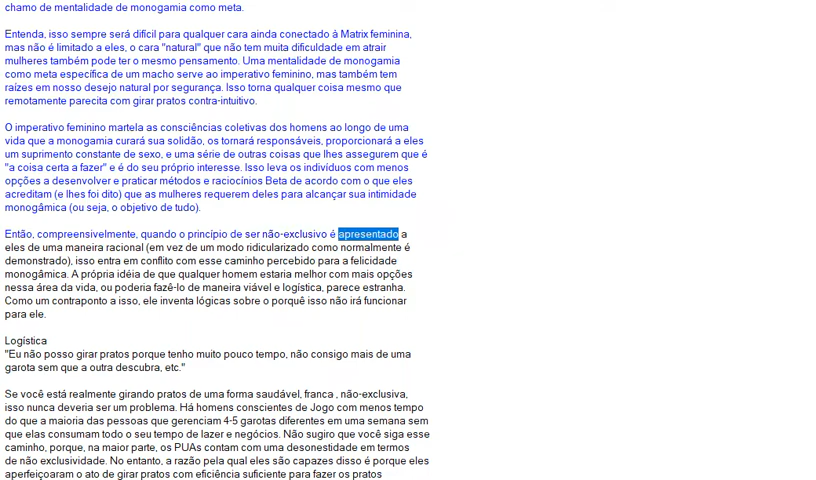 chamo de mentalidade de monogamia como meta.
Entenda, isso sempre será difícil para qualquer cara ainda conectado à Matrix feminina,
mas não é limitado a eles, o cara "natural" que não tem muita dificuldade em atrair
mulheres também pode ter o mesmo pensamento. Uma mentalidade de monogamia
como meta específica de um macho serve ao imperativo feminino, mas também tem
raízes em nosso desejo natural por segurança. Isso torna qualquer coisa mesmo que
remotamente parecita com girar pratos contra-intuitivo.
O imperativo feminino martela as consciências coletivas dos homens ao longo de uma
vida que a monogamia curará sua solidão, os tornará responsáveis, proporcionará a eles
um suprimento constante de sexo, e uma série de outras coisas que lhes assegurem que é
"a coisa certa a fazer" e é do seu próprio interesse. Isso leva os indivíduos com menos
opções a desenvolver e praticar métodos e raciocínios Beta de acordo com o que eles
acreditam (e lhes foi dito) que as mulheres requerem deles para alcançar sua intimidade
monogâmica (ou seja, o objetivo de tudo).
Então, compreensivelmente, quando o princípio de ser não-exclusivo é apresentado a
eles de uma maneira racional (em vez de um modo ridicularizado como normalmente é
demonstrado), isso entra em conflito com esse caminho percebido para a felicidade
monogâmica. A própria idéia de que qualquer homem estaria melhor com mais opções
nessa área da vida, ou poderia fazê-lo de maneira viável e logística, parece estranha.
Como um contraponto a isso, ele inventa lógicas sobre o porquê isso não irá funcionar
para ele.
Logística
"Eu não posso girar pratos porque tenho muito pouco tempo, não consigo mais de uma
garota sem que a outra descubra, etc."
Se você está realmente girando pratos de uma forma saudável, franca , não-exclusiva,
isso nunca deveria ser um problema. Há homens conscientes de Jogo com menos tempo
do que a maioria das pessoas que gerenciam 4-5 garotas diferentes em uma semana sem
que elas consumam todo o seu tempo de lazer e negócios. Não sugiro que você siga esse
caminho, porque, na maior parte, os PUAs contam com uma desonestidade em termos
de não exclusividade. No entanto, a razão pela qual eles são capazes disso é porque eles
aperfeiçoaram o ato de girar pratos com eficiência suficiente para fazer os pratos